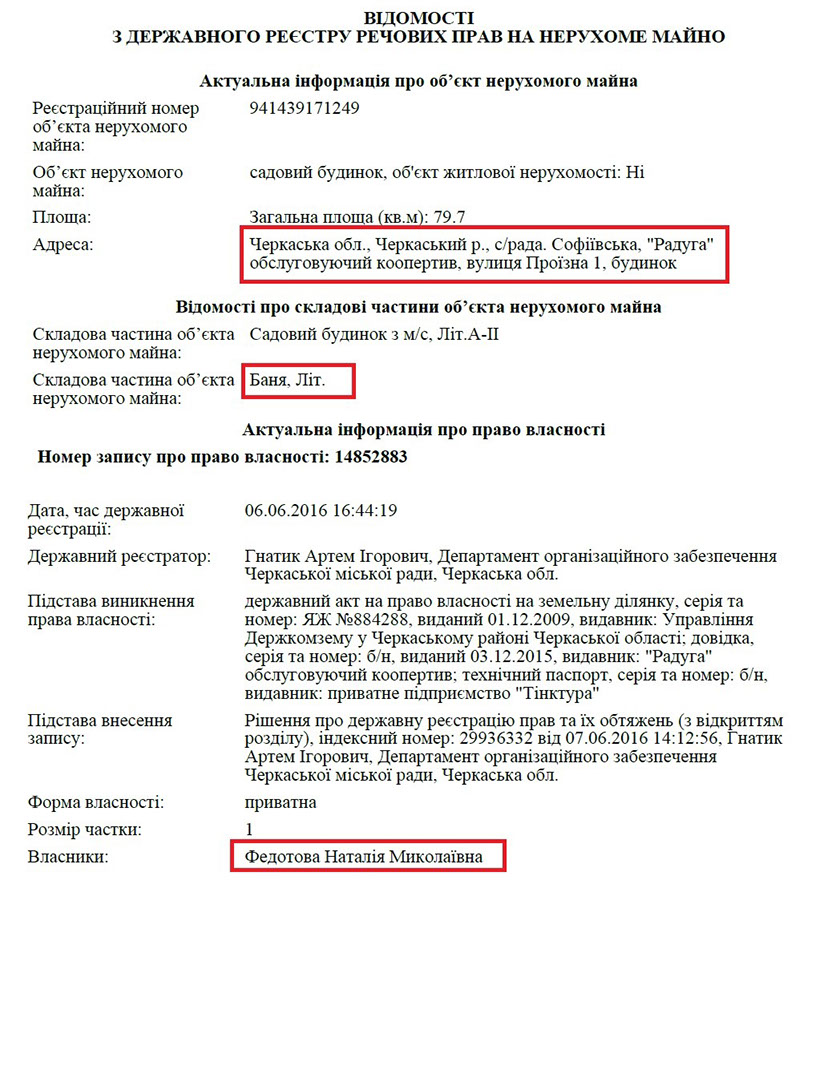 ВІДОМОСТІ
З ДЕРЖАВНОГО РЕЄСТРУ РЕЧОВИХ ПРАВ НА НЕРУХОМЕ МАЙНО
Актуальна інформація про об’єкт нерухомого майна
Реєстраційний номер об’єкта нерухомого майна: 941439171249
Об’єкт нерухомого майна: садовий будинок, об'єкт житлової нерухомості: Ні
Площа: Загальна площа (кв.м): 79.7
Адреса: Черкаська обл., Черкаський р., с/рада. Софіївська, "Радуга"
обслуговуючий коопертив, вулиця Проїзна 1, будинок
Відомості про складові частини об’єкта нерухомого майна
Складова частина об’єкта нерухомого майна: Садовий будинок з м/с, Літ.А-ІІ
Складова частина об’єкта нерухомого майна: Баня, Літ.
Актуальна інформація про право власності
Номер запису про право власності: 14852883
Дата, час державної реєстрації: 06.06.2016 16:44:19
Державний реєстратор: Гнатик Артем Ігорович, Департамент організаційного забезпечення
Черкаської міської ради, Черкаська обл.
Підстава виникнення права власності: державний акт на право власності на земельну ділянку, серія та
номер: ЯЖ №884288, виданий 01.12.2009, видавник: Управління
Держкомзему у Черкаському районі Черкаської області; довідка,
серія та номер: б/н, виданий 03.12.2015, видавник: "Радуга"
обслуговуючий коопертив; технічний паспорт, серія та номер: б/н,
видавник: приватне підприємство "Тінктура"
Підстава внесення запису: Рішення про державну реєстрацію прав та їх обтяжень (з відкриттям
розділу), індексний номер: 29936332 від 07.06.2016 14:12:56, Гнатик
Артем Ігорович, Департамент організаційного забезпечення
Черкаської міської ради, Черкаська обл.
Форма власності: приватна
Розмір частки: 1
Власники: Федотова Наталія Миколаївна